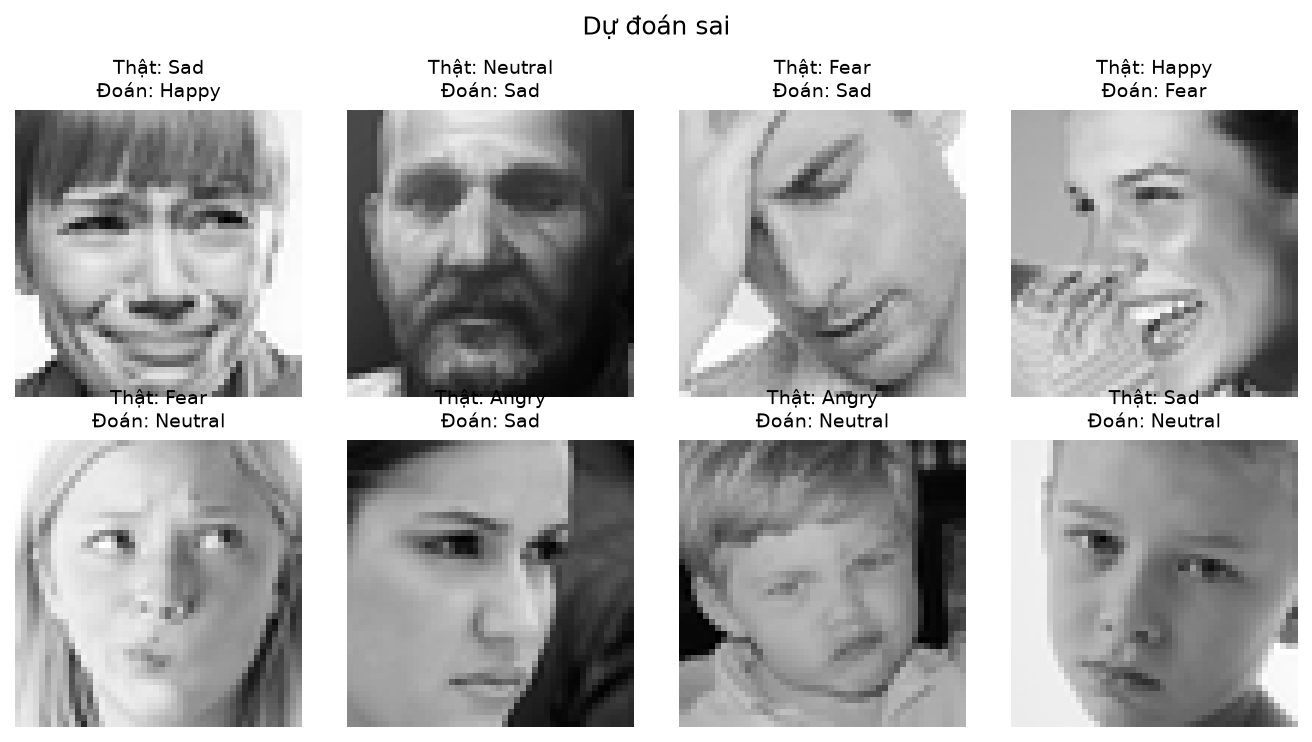 Dự đoán sai
Thật: Sad
Đoán: Happy
Thật: Neutral
Đoán: Sad
Thật: Fear
Đoán: Sad
Thật: Happy
Đoán: Fear
Thật: Fear
Đoán: Neutral
Thật: Angry
Đoán: Sad
Thật: Angry
Đoán: Neutral
Thật: Sad
Đoán: Neutral